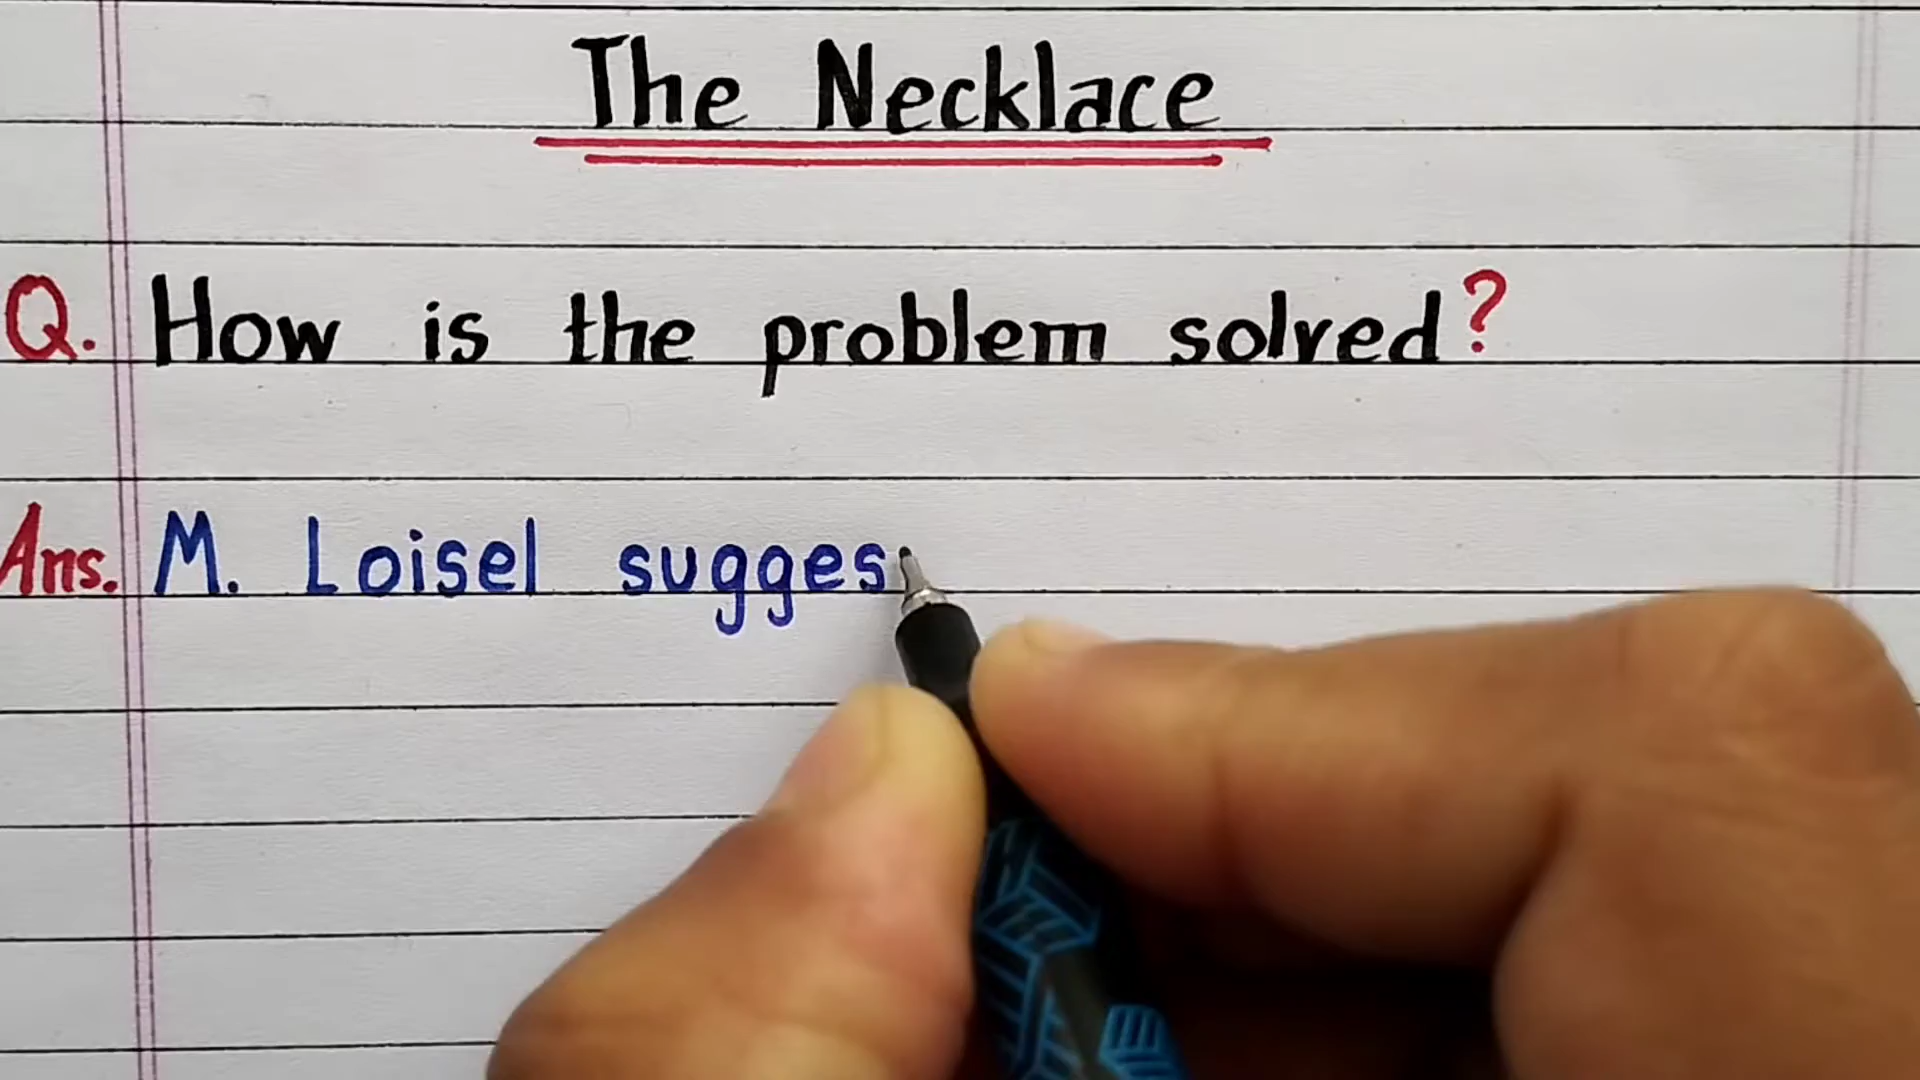 The Necklace
Q. How is the problem solved?
Ans. M. Loisel sugges